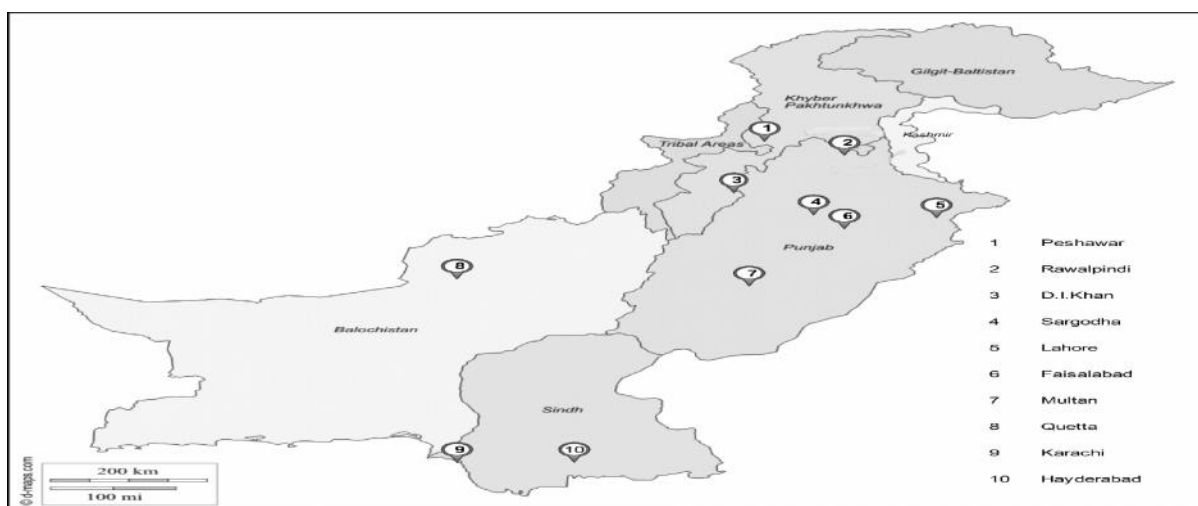 Gilgit-Baltistan
Khyber
Pakhtunkhwa
Kashmir
1
Tribal Areas
2
3
4
5
6
Punjab
7
8
Balochistan
Sindh
9
10
1 Peshawar
2 Rawalpindi
3 D.I.Khan
4 Sargodha
5 Lahore
6 Faisalabad
7 Multan
8 Quetta
9 Karachi
10 Hayderabad
200 km
100 mi
© d-maps.com